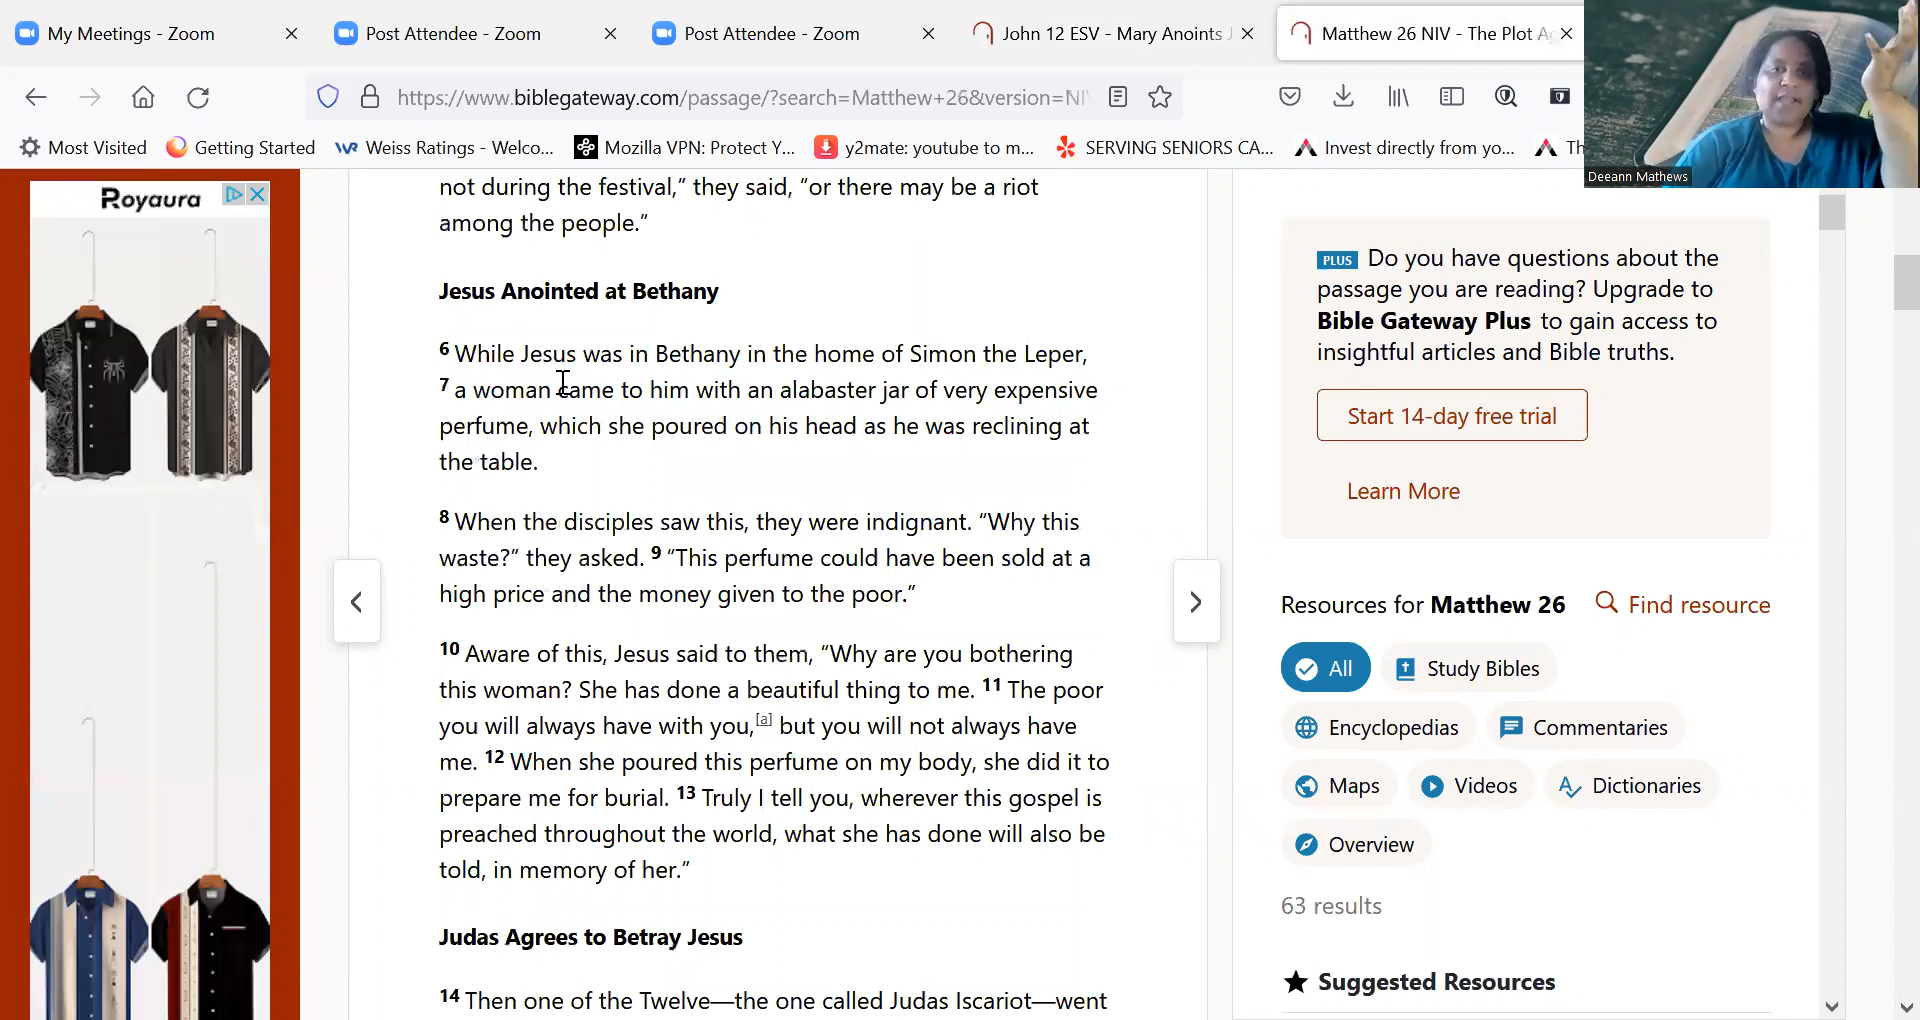 My Meetings - Zoom
Post Attendee - Zoom
Post Attendee - Zoom
John 12 ESV - Mary Anoints J
Matthew 26 NIV - The Plot Ag
https://www.biblegateway.com/passage/?search=Matthew+26&version=NIV
Most Visited
Getting Started
Weiss Ratings - Welco...
Mozilla VPN: Protect Y...
y2mate: youtube to m...
SERVING SENIORS CA...
Invest directly from yo...
Th
Deeann Mathews
Royaura
not during the festival,” they said, “or there may be a riot
among the people.”
Jesus Anointed at Bethany
6 While Jesus was in Bethany in the home of Simon the Leper,
7 a woman came to him with an alabaster jar of very expensive
perfume, which she poured on his head as he was reclining at
the table.
8 When the disciples saw this, they were indignant. “Why this
waste?” they asked. 9 “This perfume could have been sold at a
high price and the money given to the poor.”
10 Aware of this, Jesus said to them, “Why are you bothering
this woman? She has done a beautiful thing to me. 11 The poor
you will always have with you,[a] but you will not always have
me. 12 When she poured this perfume on my body, she did it to
prepare me for burial. 13 Truly I tell you, wherever this gospel is
preached throughout the world, what she has done will also be
told, in memory of her.”
Judas Agrees to Betray Jesus
14 Then one of the Twelve—the one called Judas Iscariot—went
PLUS Do you have questions about the
passage you are reading? Upgrade to
Bible Gateway Plus to gain access to
insightful articles and Bible truths.
Start 14-day free trial
Learn More
Resources for Matthew 26
Find resource
All
Study Bibles
Encyclopedias
Commentaries
Maps
Videos
Dictionaries
Overview
63 results
Suggested Resources